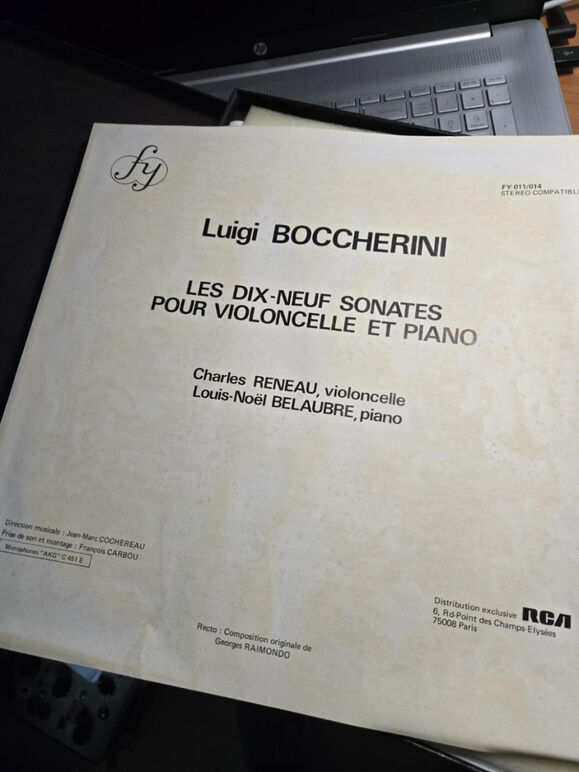 hp
fy
FY 011/014
STEREO COMPATIBLE
Luigi BOCCHERINI
LES DIX-NEUF SONATES
POUR VIOLONCELLE ET PIANO
Charles RENEAU, violoncelle
Louis-Noël BELAUBRE, piano
Direction musicale : Jean-Marc COCHEREAU
Prise de son et montage : François CARBOU
Microphones "AKG" C 451 E
Distribution exclusive RCA
6, Rd-Point des Champs-Elysées
75008 Paris
Recto : Composition originale de
Georges RAIMONDO